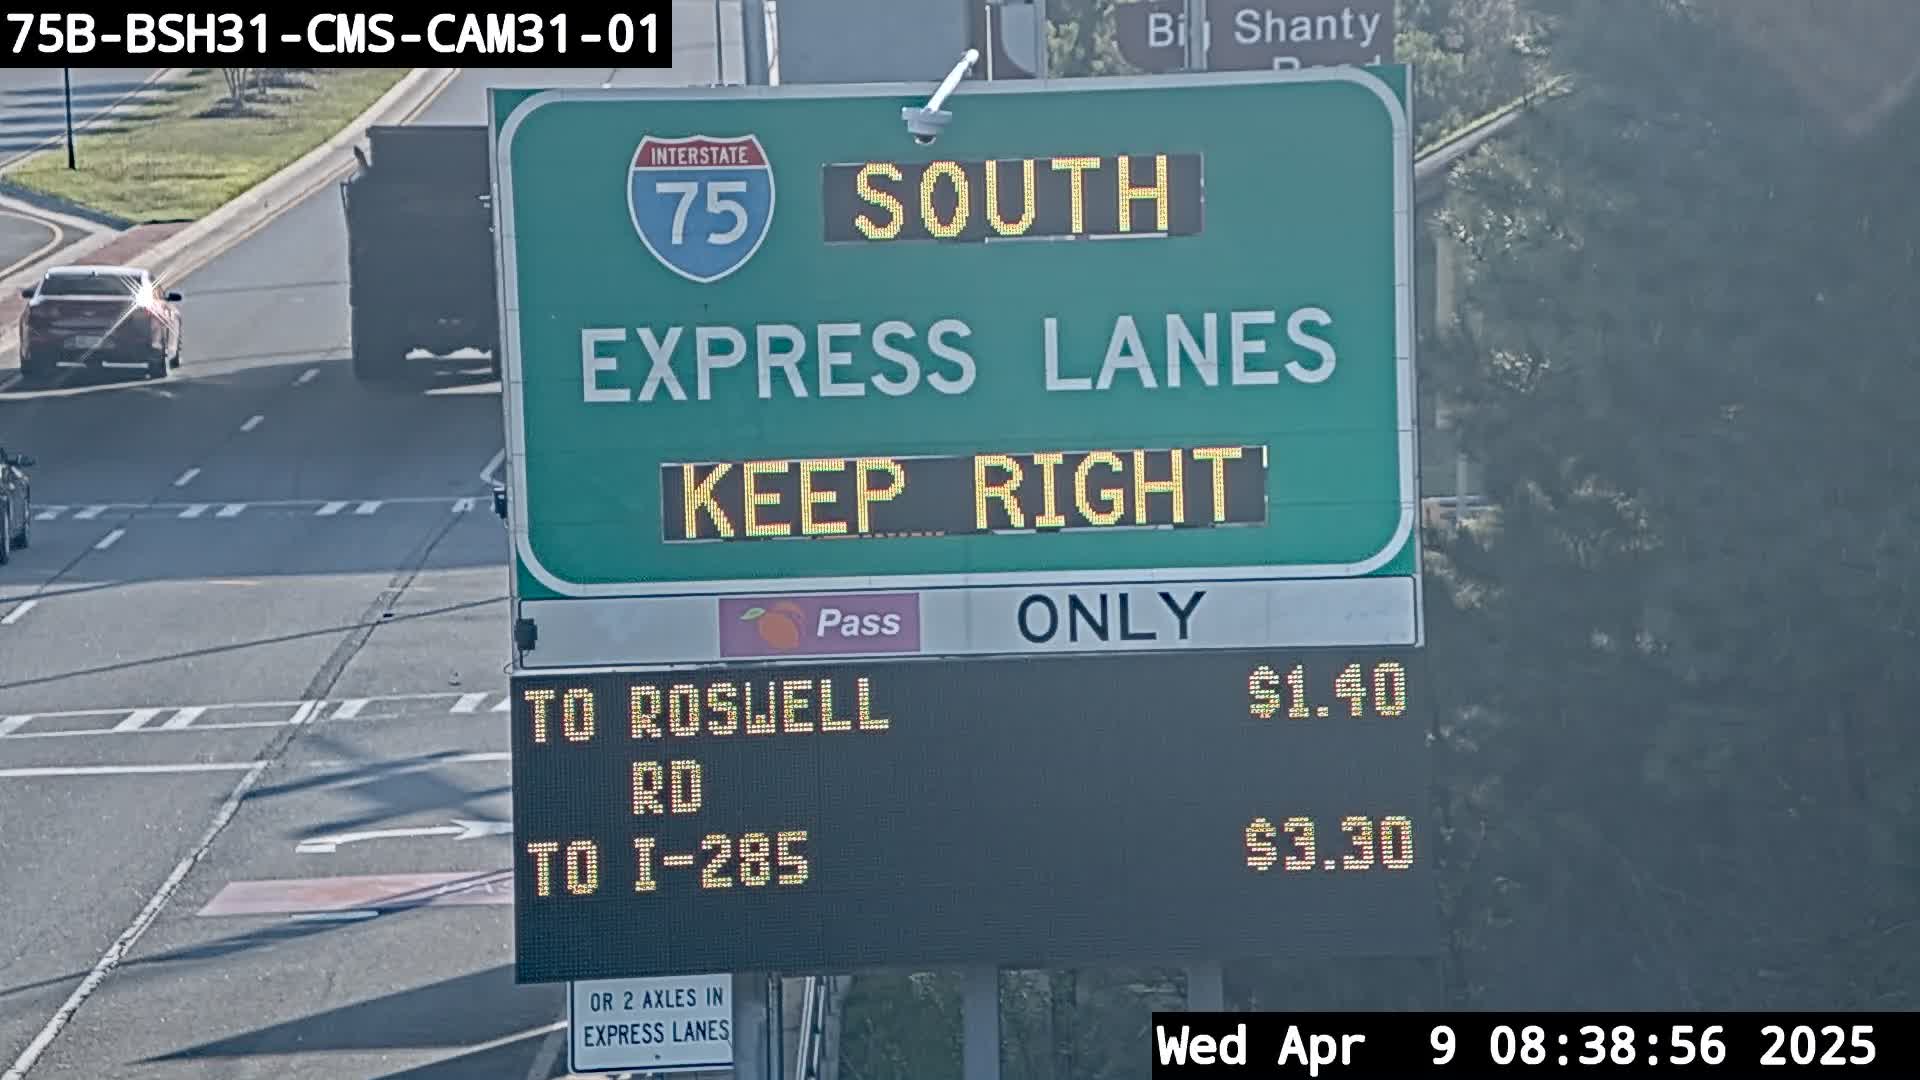 75B-BSH31-CMS-CAM31-01
Big Shanty
Road
INTERSTATE
75
SOUTH
EXPRESS LANES
KEEP RIGHT
Pass ONLY
TO ROSWELL $1.40
RD
TO I-285 $3.30
OR 2 AXLES IN
EXPRESS LANES
Wed Apr 9 08:38:56 2025